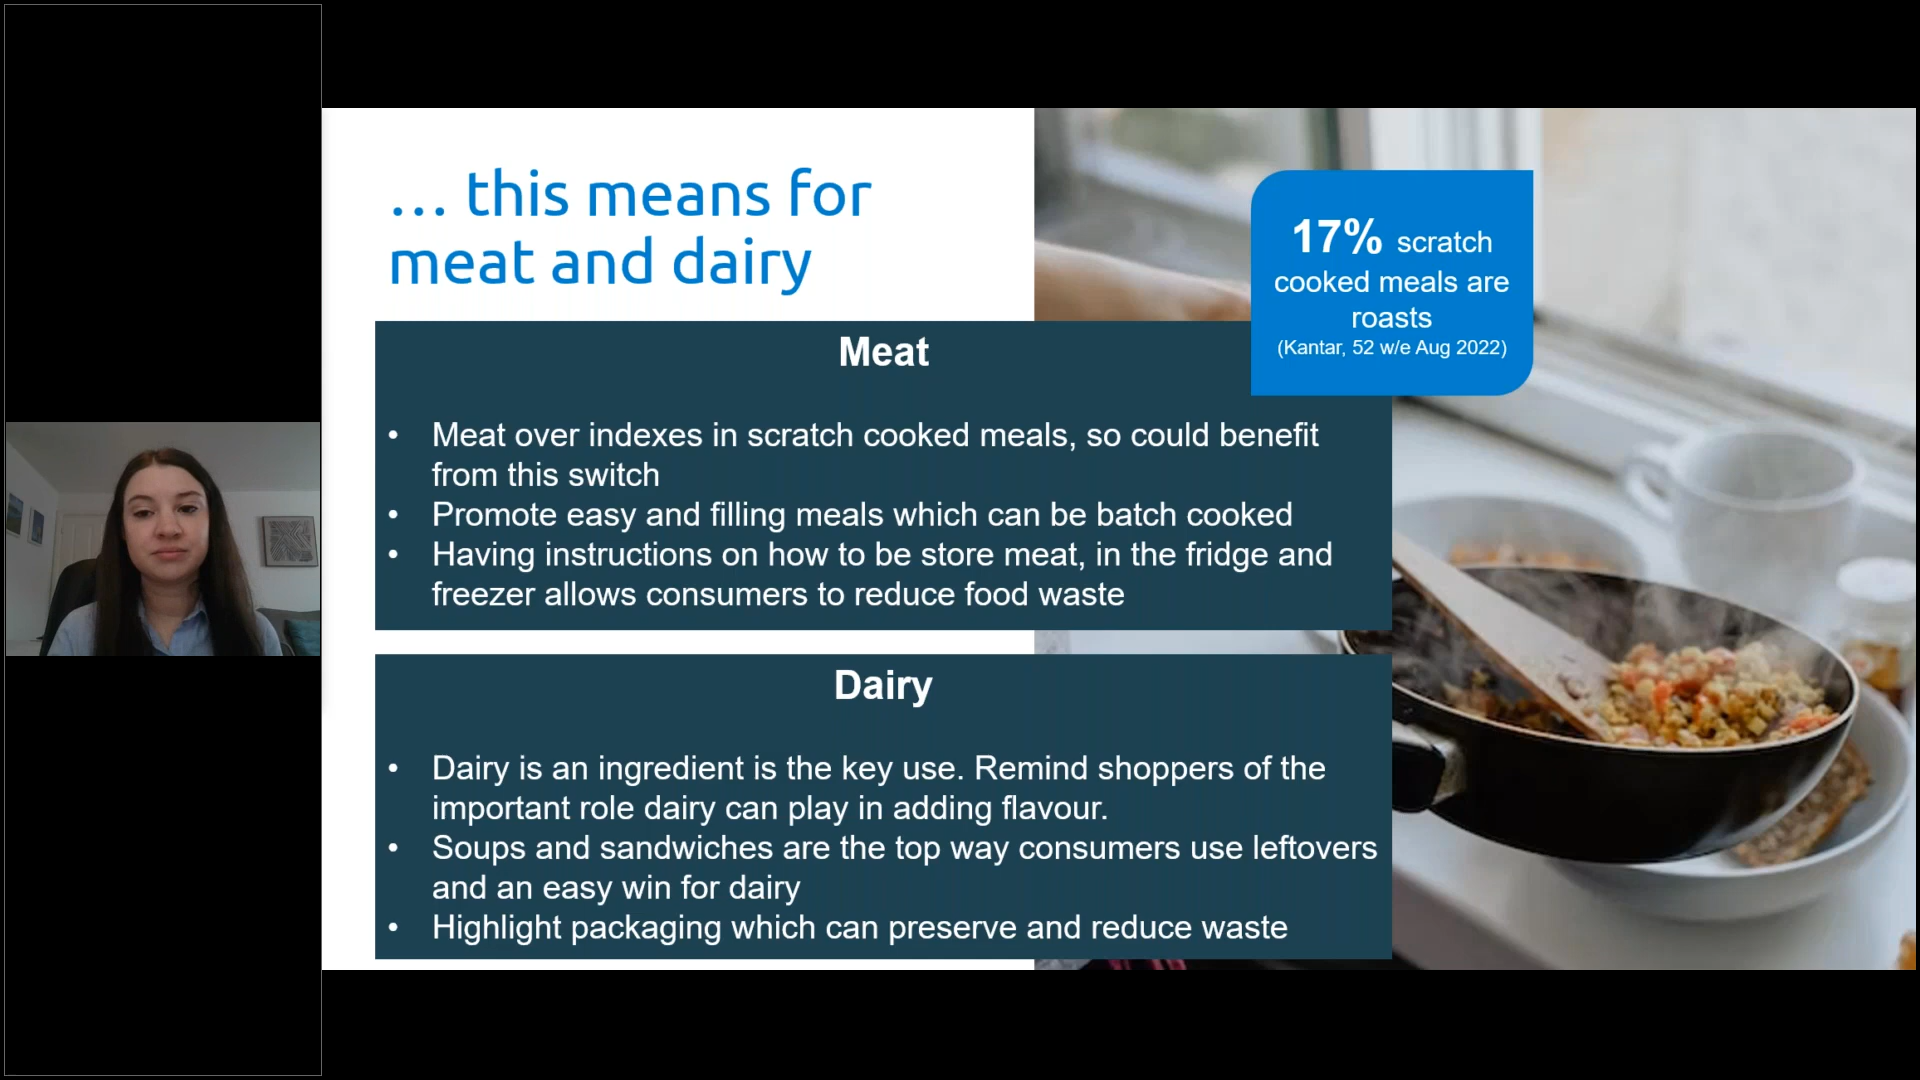 … this means for
meat and dairy
17% scratch
cooked meals are
roasts
(Kantar, 52 w/e Aug 2022)
Meat
• Meat over indexes in scratch cooked meals, so could benefit
from this switch
• Promote easy and filling meals which can be batch cooked
• Having instructions on how to be store meat, in the fridge and
freezer allows consumers to reduce food waste
Dairy
• Dairy is an ingredient is the key use. Remind shoppers of the
important role dairy can play in adding flavour.
• Soups and sandwiches are the top way consumers use leftovers
and an easy win for dairy
• Highlight packaging which can preserve and reduce waste